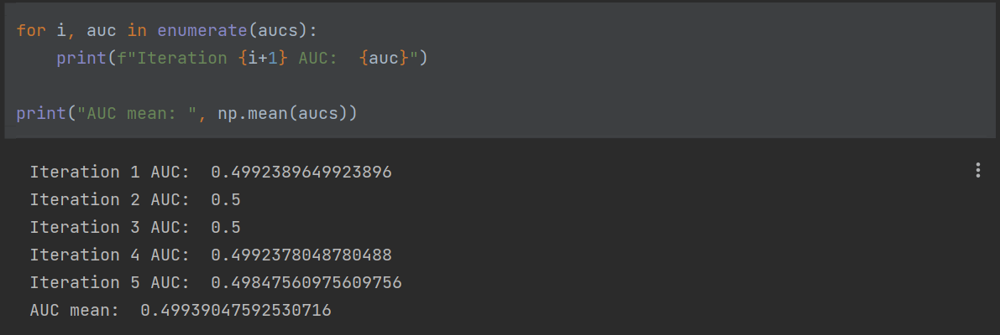 for i, auc in enumerate(aucs):
    print(f"Iteration {i+1} AUC:  {auc}")
print("AUC mean: ", np.mean(aucs))
Iteration 1 AUC:  0.4992389649923896
Iteration 2 AUC:  0.5
Iteration 3 AUC:  0.5
Iteration 4 AUC:  0.4992378048780488
Iteration 5 AUC:  0.49847560975609756
AUC mean:  0.49939047592530716